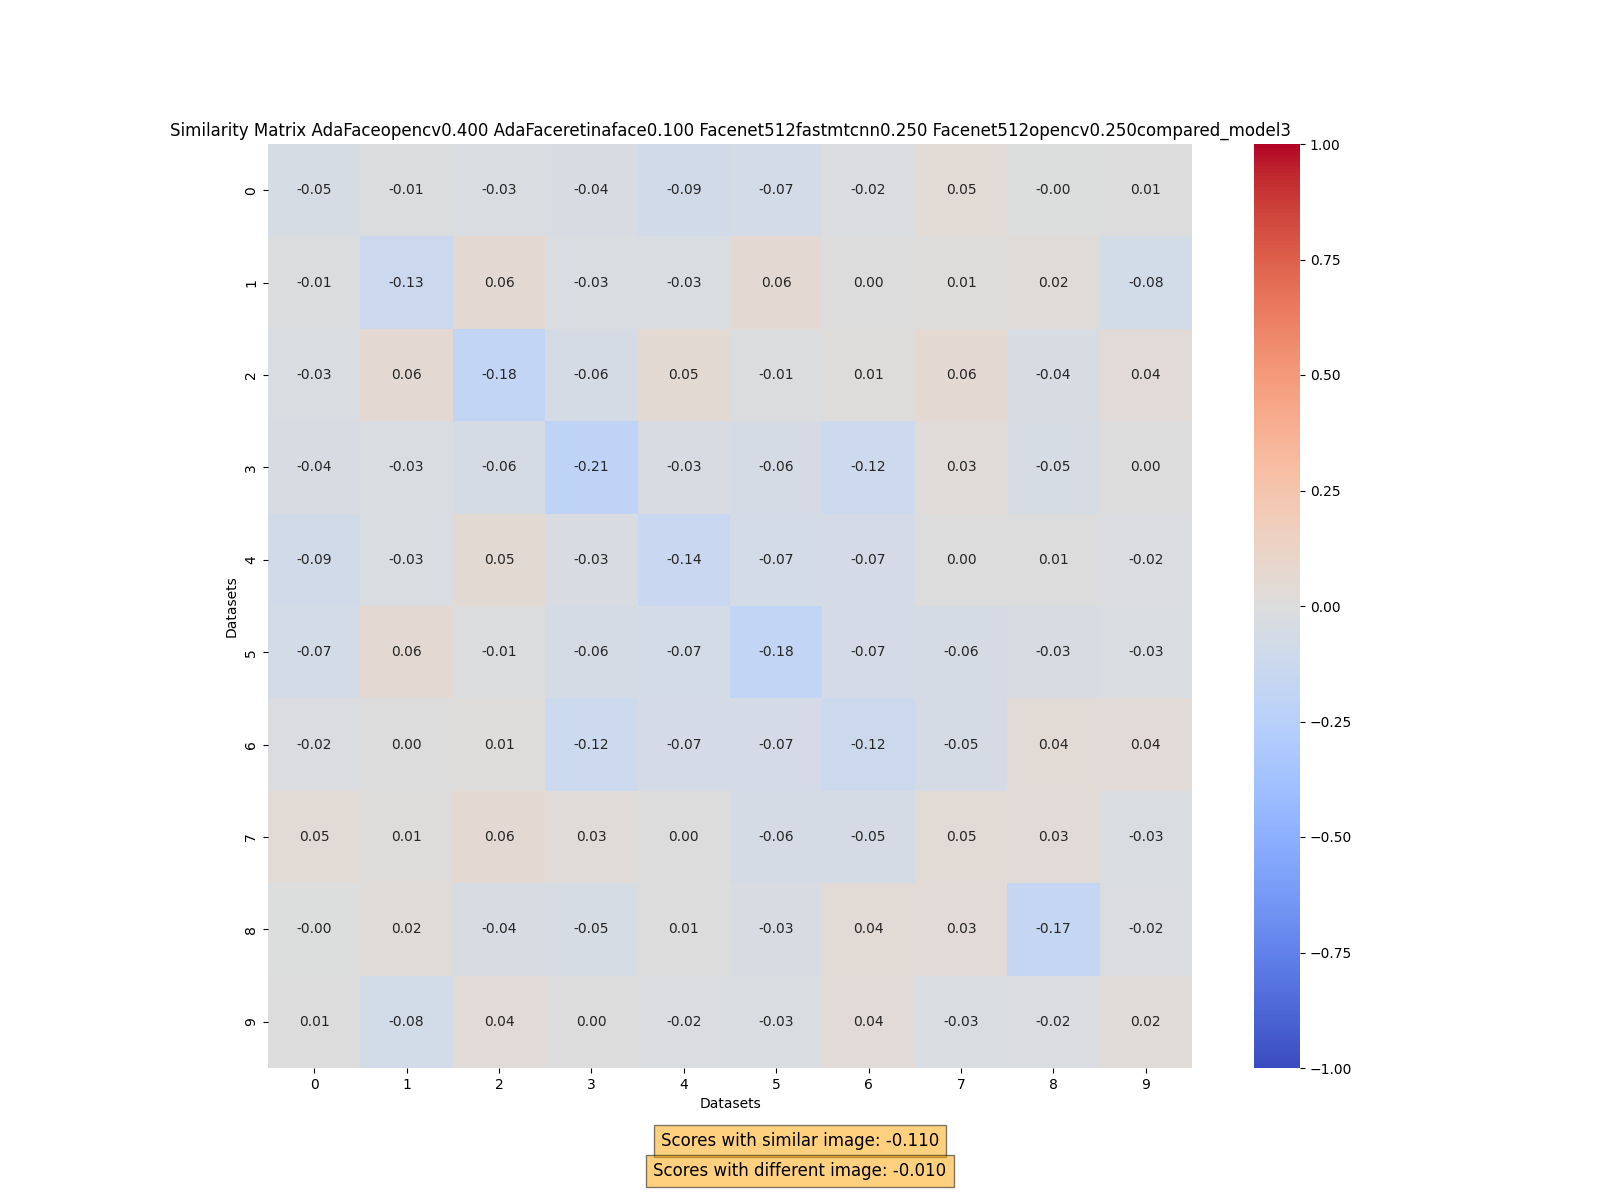 Similarity Matrix AdaFaceopencv0.400 AdaFaceretinaface0.100 Facenet512fastmtcnn0.250 Facenet512opencv0.250compared_model3
0 -0.05 -0.01 -0.03 -0.04 -0.09 -0.07 -0.02 0.05 -0.00 0.01
1 -0.01 -0.13 0.06 -0.03 -0.03 0.06 0.00 0.01 0.02 -0.08
2 -0.03 0.06 -0.18 -0.06 0.05 -0.01 0.01 0.06 -0.04 0.04
3 -0.04 -0.03 -0.06 -0.21 -0.03 -0.06 -0.12 0.03 -0.05 0.00
4 -0.09 -0.03 0.05 -0.03 -0.14 -0.07 -0.07 0.00 0.01 -0.02
Datasets
5 -0.07 0.06 -0.01 -0.06 -0.07 -0.18 -0.07 -0.06 -0.03 -0.03
6 -0.02 0.00 0.01 -0.12 -0.07 -0.07 -0.12 -0.05 0.04 0.04
7 0.05 0.01 0.06 0.03 0.00 -0.06 -0.05 0.05 0.03 -0.03
8 -0.00 0.02 -0.04 -0.05 0.01 -0.03 0.04 0.03 -0.17 -0.02
9 0.01 -0.08 0.04 0.00 -0.02 -0.03 0.04 -0.03 -0.02 0.02
0 1 2 3 4 5 6 7 8 9
Datasets
1.00
0.75
0.50
0.25
0.00
−0.25
−0.50
−0.75
−1.00
Scores with similar image: -0.110
Scores with different image: -0.010